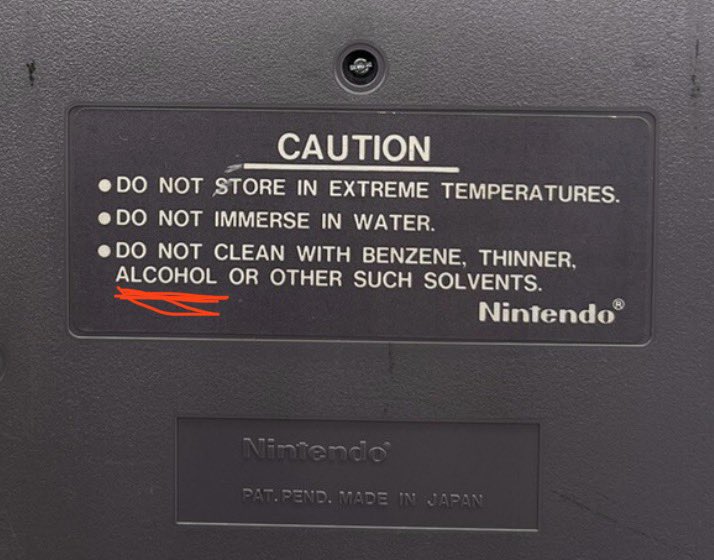 CAUTION
● DO NOT STORE IN EXTREME TEMPERATURES.
● DO NOT IMMERSE IN WATER.
● DO NOT CLEAN WITH BENZENE, THINNER,
ALCOHOL OR OTHER SUCH SOLVENTS.
Nintendo®
Nintendo®
PAT. PEND. MADE IN JAPAN